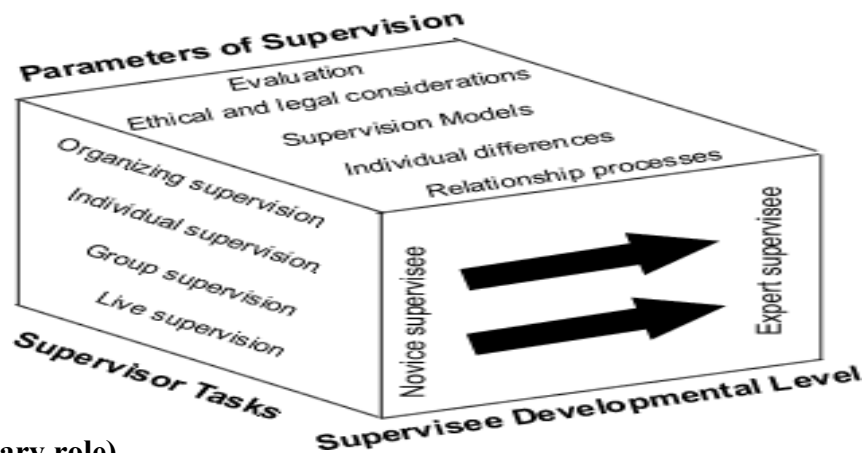 Parameters of Supervision
Evaluation
Ethical and legal considerations
Supervision Models
Individual differences
Relationship processes
Organizing supervision
Individual supervision
Group supervision
Live supervision
Supervisor Tasks
Novice supervisee
Expert supervisee
Supervisee Developmental Level
role)